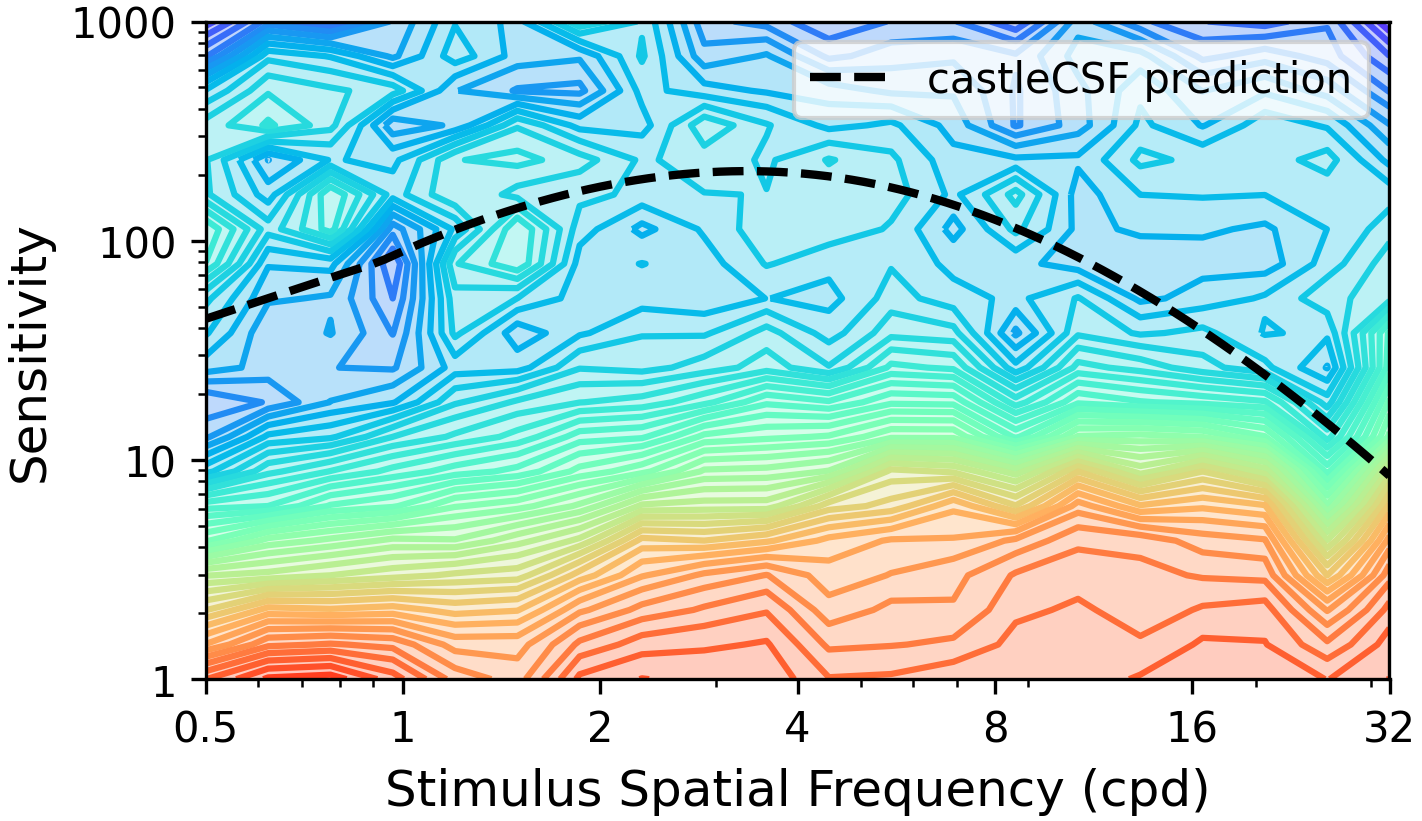 1000
100
10
1
Sensitivity
castleCSF prediction
0.5 1 2 4 8 16 32
Stimulus Spatial Frequency (cpd)